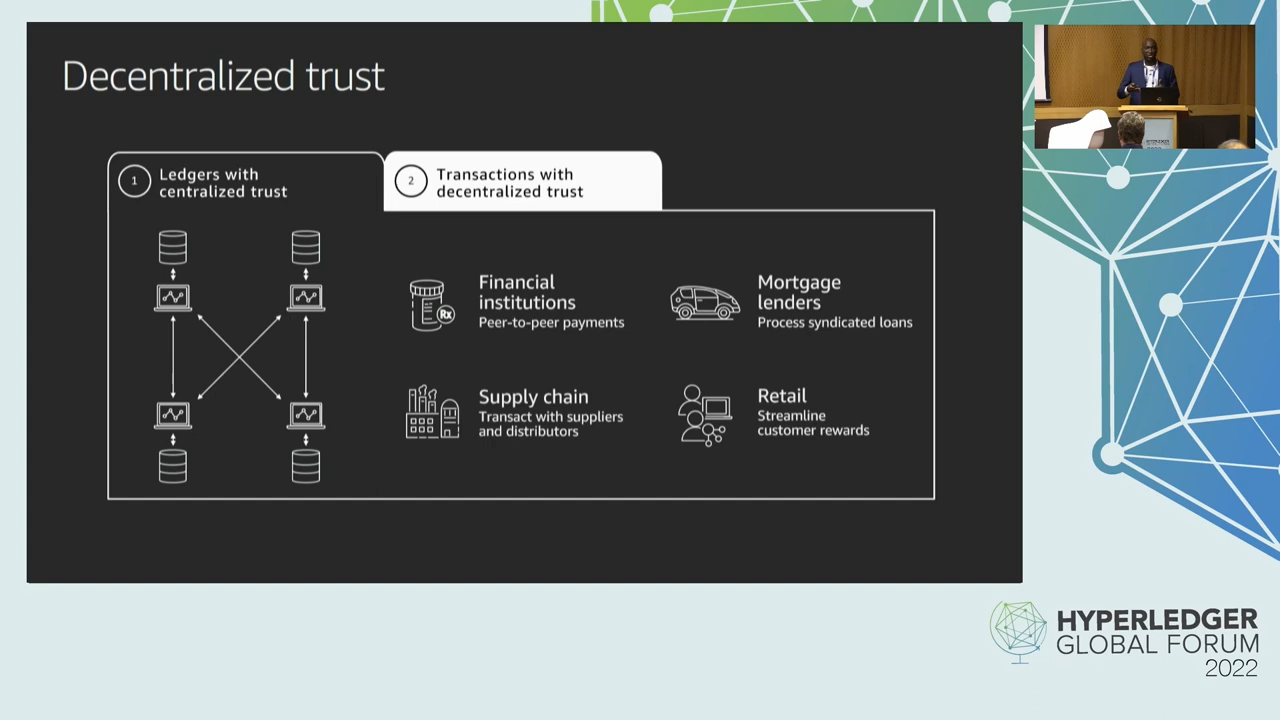 Decentralized trust
1
Ledgers with
centralized trust
2
Transactions with
decentralized trust
Financial
institutions
Peer-to-peer payments
Rx
Mortgage
lenders
Process syndicated loans
Supply chain
Transact with suppliers
and distributors
Retail
Streamline
customer rewards
HYPERLEDGER
GLOBAL FORUM
2022